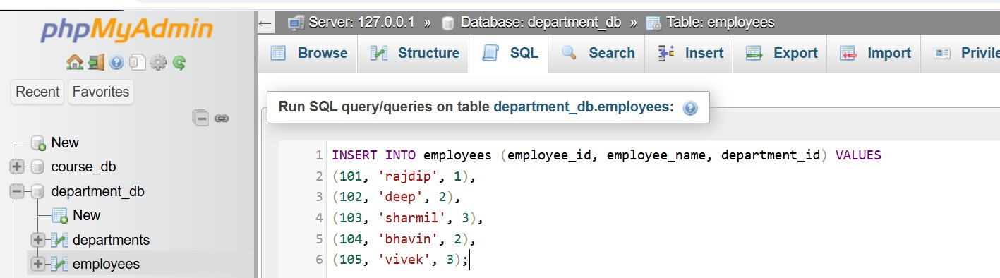 phpMyAdmin
Recent Favorites
New
course_db
department_db
New
departments
employees
Server: 127.0.0.1 » Database: department_db » Table: employees
Browse Structure SQL Search Insert Export Import Privile
Run SQL query/queries on table department_db.employees:
1 INSERT INTO employees (employee_id, employee_name, department_id) VALUES
2 (101, 'rajdip', 1),
3 (102, 'deep', 2),
4 (103, 'sharmil', 3),
5 (104, 'bhavin', 2),
6 (105, 'vivek', 3);